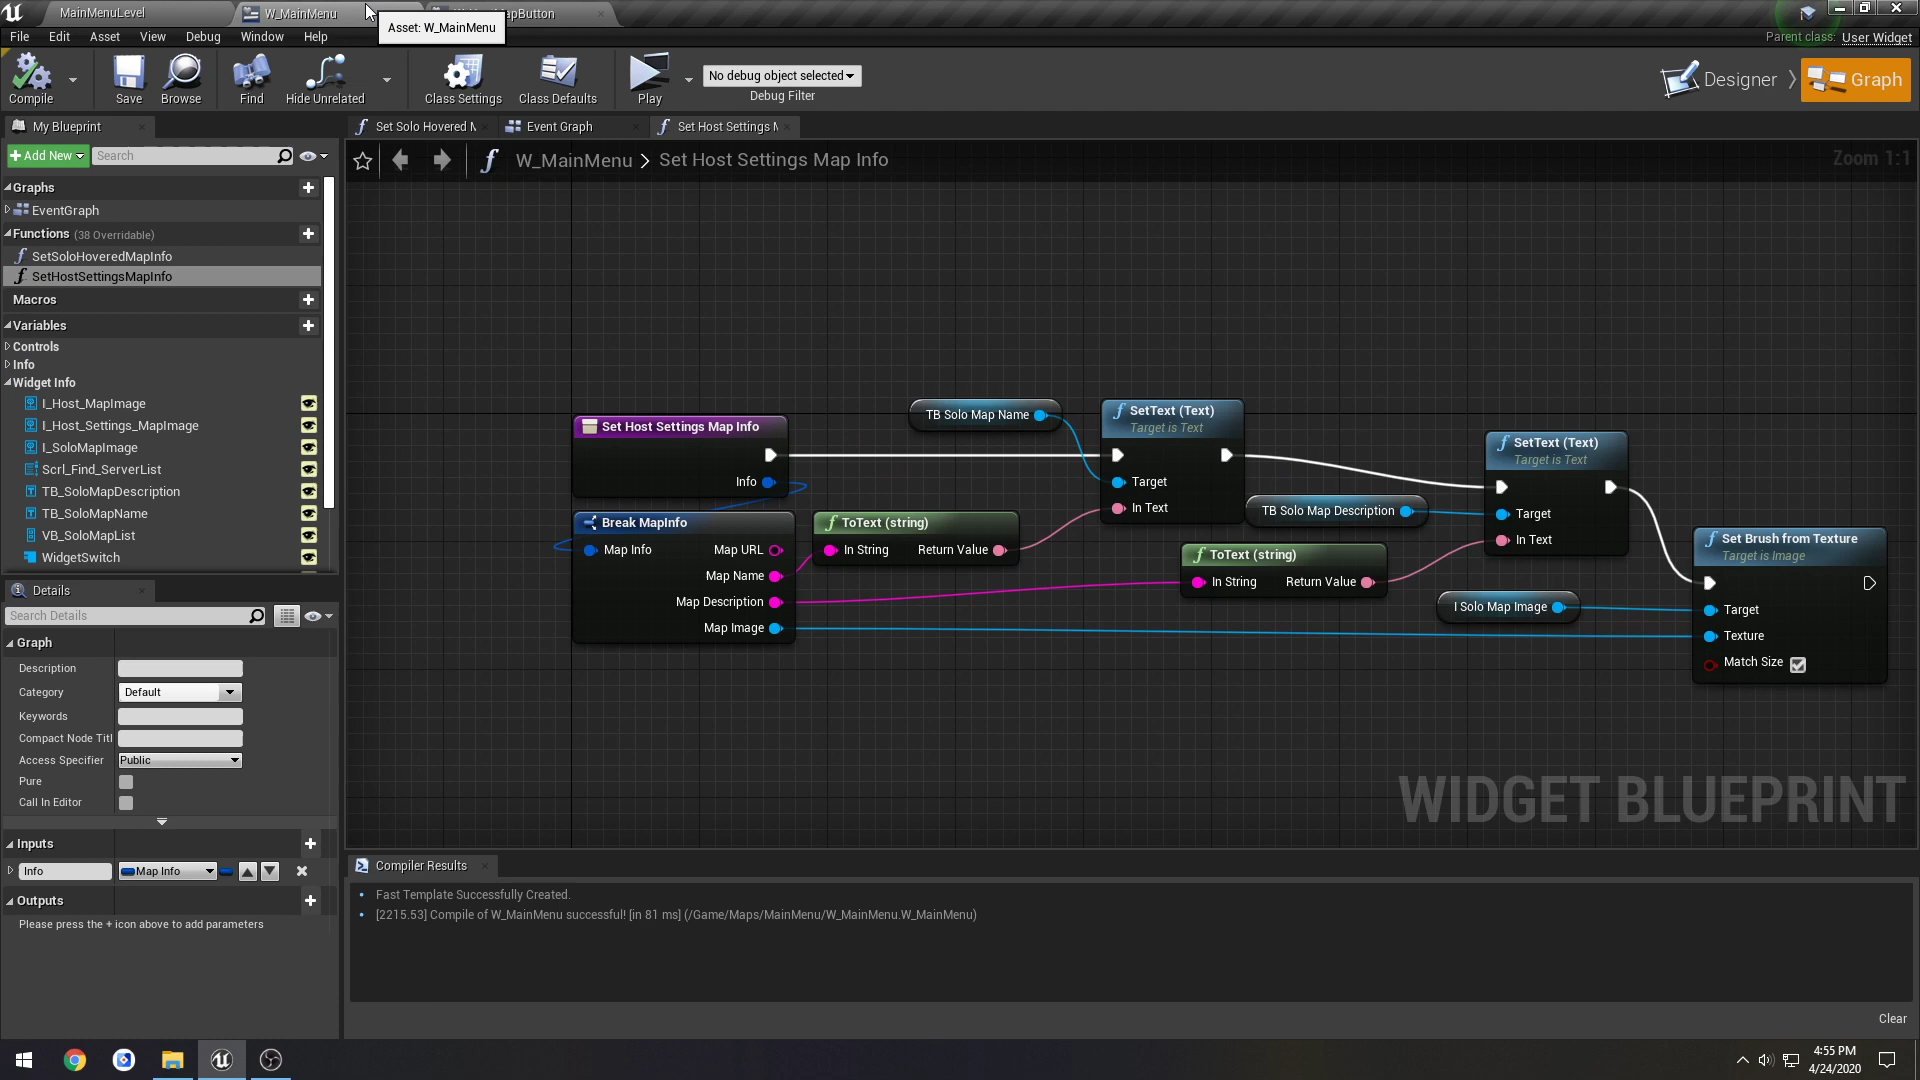 MainMenuLevel
W_MainMenu
MapButton
Asset: W_MainMenu
File Edit Asset View Debug Window Help
Parent class: User Widget
Compile
Save
Browse
Find
Hide Unrelated
Class Settings
Class Defaults
Play
No debug object selected
Debug Filter
Designer
Graph
My Blueprint
Set Solo Hovered M
Event Graph
Set Host Settings M
Add New
Search
W_MainMenu > Set Host Settings Map Info
Zoom 1:1
Graphs
EventGraph
Functions (38 Overridable)
SetSoloHoveredMapInfo
SetHostSettingsMapInfo
Macros
Variables
Controls
Info
Widget Info
I_Host_MapImage
I_Host_Settings_MapImage
I_SoloMapImage
Scrl_Find_ServerList
TB_SoloMapDescription
TB_SoloMapName
VB_SoloMapList
WidgetSwitch
Set Host Settings Map Info
Info
Break MapInfo
Map Info
Map URL
Map Name
Map Description
Map Image
ToText (string)
In String
Return Value
TB Solo Map Name
SetText (Text)
Target is Text
Target
In Text
TB Solo Map Description
ToText (string)
In String
Return Value
SetText (Text)
Target is Text
Target
In Text
I Solo Map Image
Set Brush from Texture
Target is Image
Target
Texture
Match Size
WIDGET BLUEPRINT
Details
Search Details
Graph
Description
Category
Default
Keywords
Compact Node Titl
Access Specifier
Public
Pure
Call In Editor
Inputs
Info
Map Info
Outputs
Please press the + icon above to add parameters
Compiler Results
Fast Template Successfully Created.
[2215.53] Compile of W_MainMenu successful! [in 81 ms] (/Game/Maps/MainMenu/W_MainMenu.W_MainMenu)
Clear
4:55 PM
4/24/2020